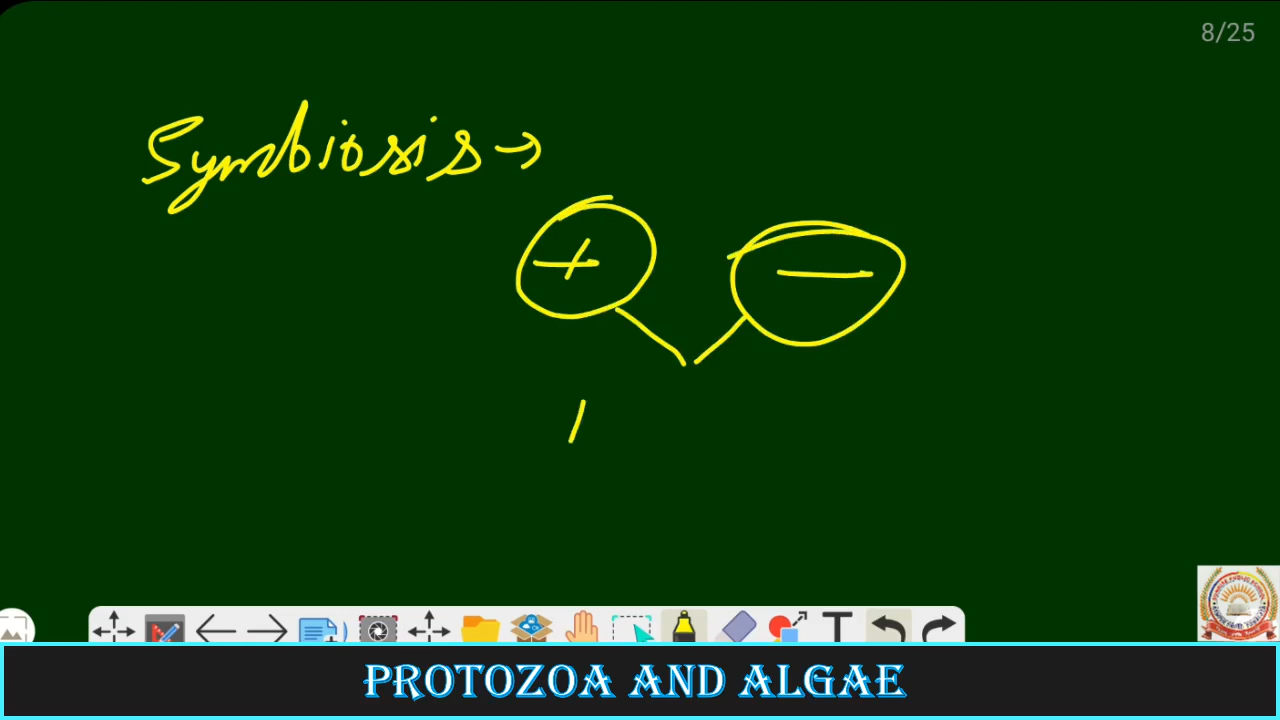 8/25
Symbiosis →
+ −
PROTOZOA AND ALGAE